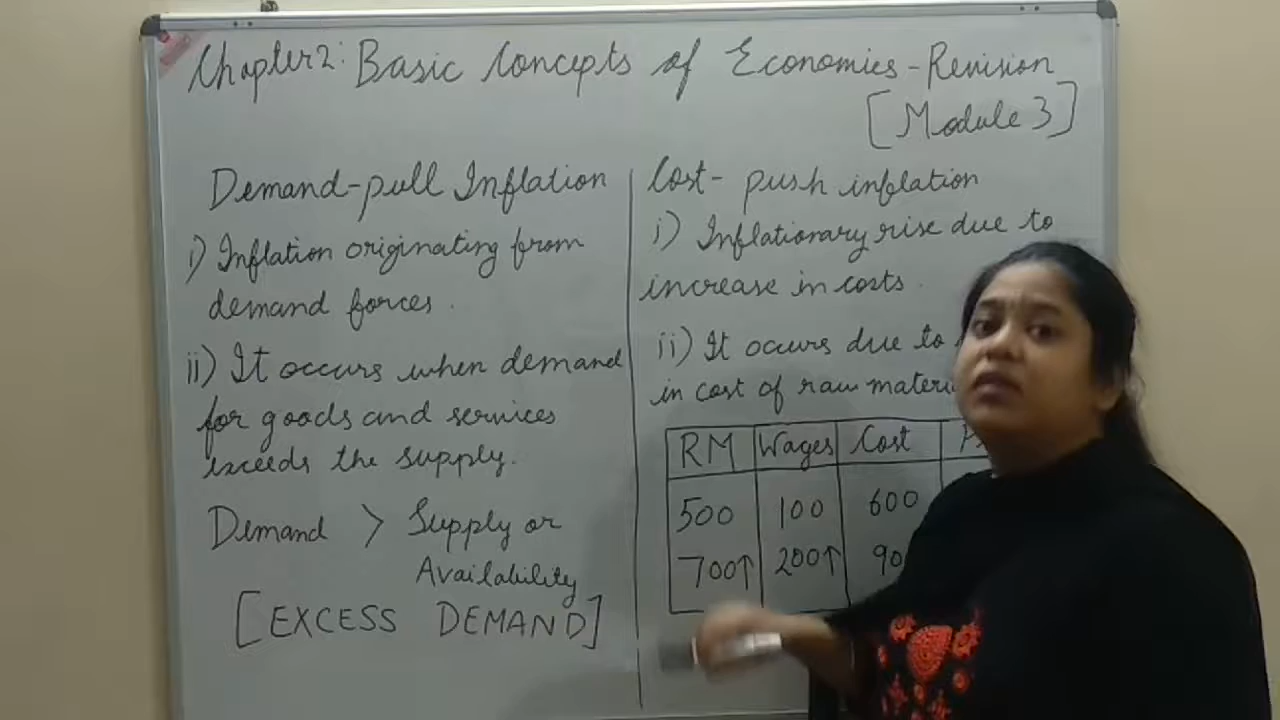 Chapter 2: Basic Concepts of Economics - Revision
[Module 3]
Demand-pull Inflation
i) Inflation originating from
demand forces.
ii) It occurs when demand
for goods and services
exceeds the supply.
Demand > Supply or
Availability
[EXCESS DEMAND]
Cost-push inflation
i) Inflationary rise due to
increase in costs.
ii) It occurs due to
in cost of raw
RM Wages Cost
500 100 600
700↑ 200↑